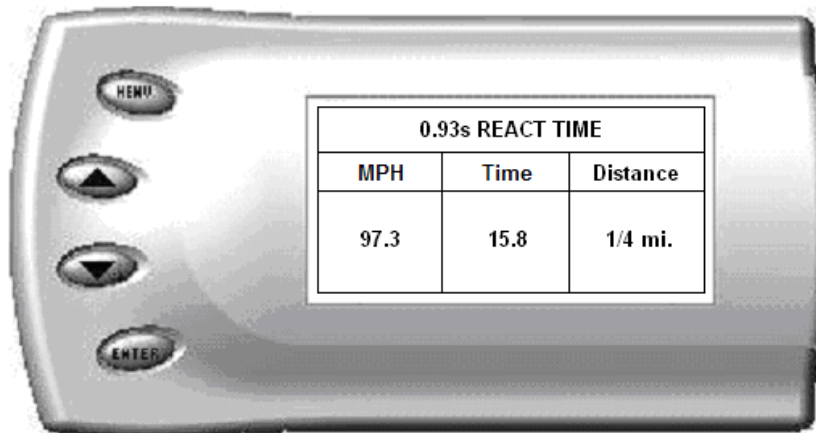 MENU
0.93s REACT TIME
MPH Time Distance
97.3 15.8 1/4 mi.
ENTER